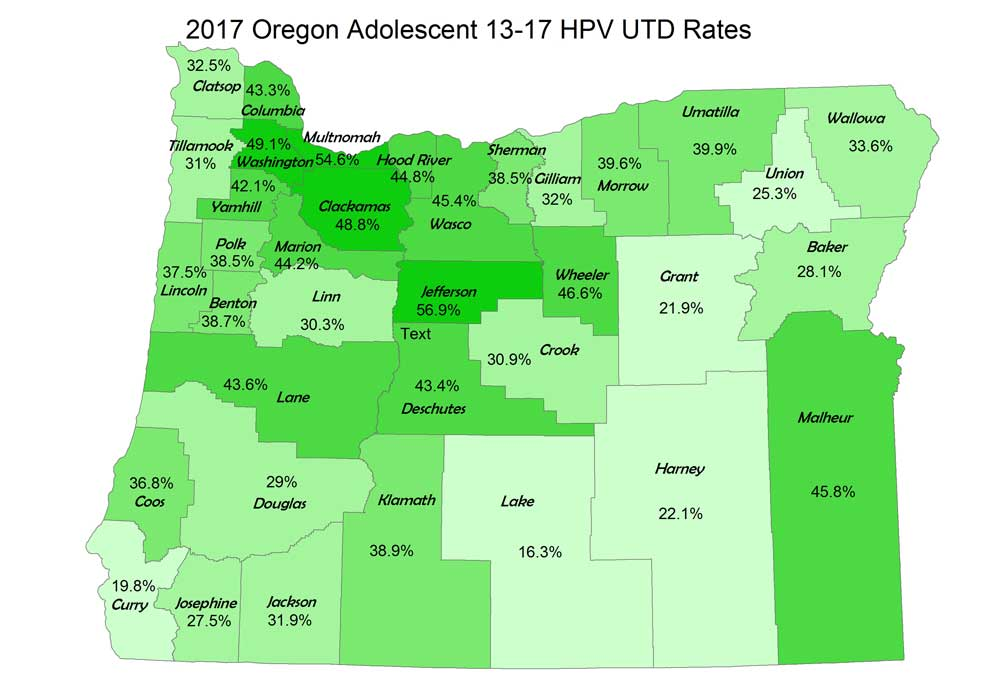 2017 Oregon Adolescent 13-17 HPV UTD Rates
32.5%
Clatsop
43.3%
Columbia
Tillamook
31%
49.1%
Washington
Multnomah
54.6%
Hood River
44.8%
Sherman
38.5%
Gilliam
32%
39.6%
Morrow
Umatilla
39.9%
Union
25.3%
Wallowa
33.6%
42.1%
Yamhill
Clackamas
48.8%
45.4%
Wasco
Polk
38.5%
Marion
44.2%
37.5%
Lincoln
Benton
38.7%
Linn
30.3%
Jefferson
56.9%
Text
Wheeler
46.6%
Grant
21.9%
Baker
28.1%
30.9%
Crook
43.6%
Lane
43.4%
Deschutes
Malheur
45.8%
36.8%
Coos
29%
Douglas
Klamath
38.9%
Lake
16.3%
Harney
22.1%
19.8%
Curry
Josephine
27.5%
Jackson
31.9%